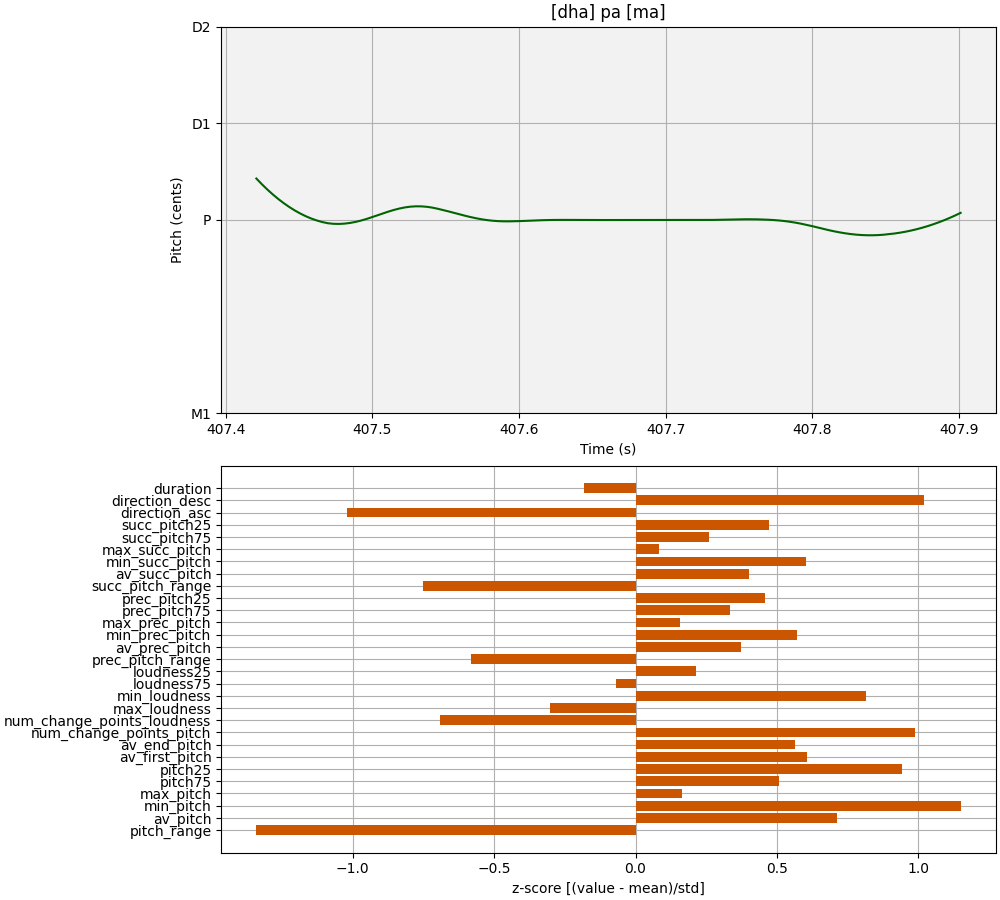 [dha] pa [ma]
D2
D1
P
M1
Pitch (cents)
407.4 407.5 407.6 407.7 407.8 407.9
Time (s)
duration
direction_desc
direction_asc
succ_pitch25
succ_pitch75
max_succ_pitch
min_succ_pitch
av_succ_pitch
succ_pitch_range
prec_pitch25
prec_pitch75
max_prec_pitch
min_prec_pitch
av_prec_pitch
prec_pitch_range
loudness25
loudness75
min_loudness
max_loudness
num_change_points_loudness
num_change_points_pitch
av_end_pitch
av_first_pitch
pitch25
pitch75
max_pitch
min_pitch
av_pitch
pitch_range
−1.0 −0.5 0.0 0.5 1.0
z-score [(value - mean)/std]